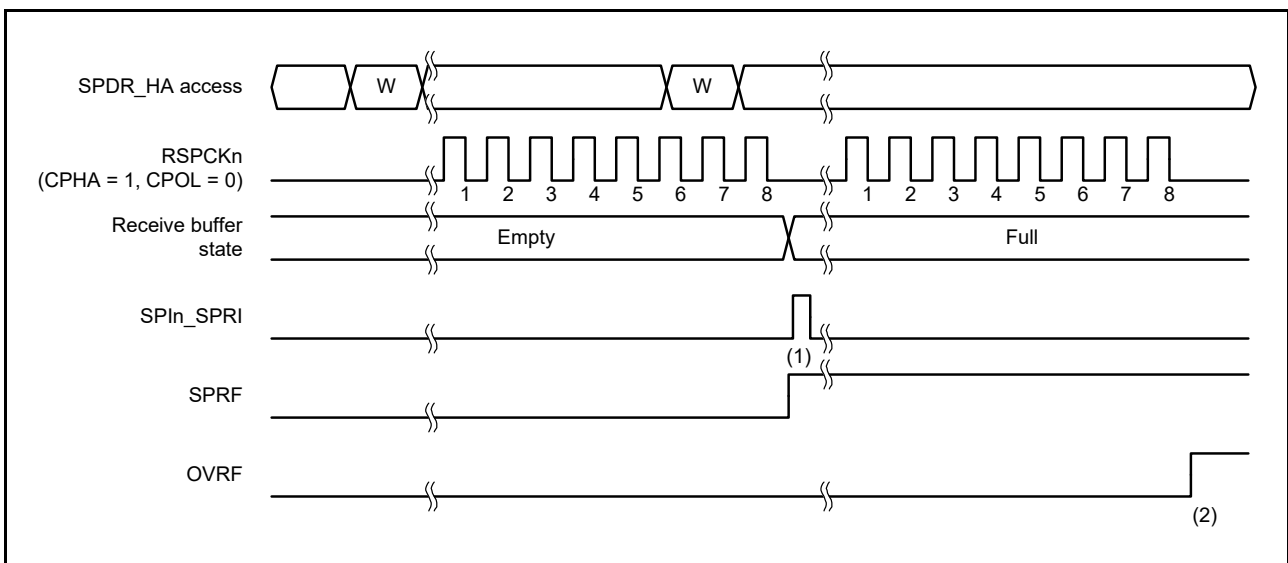 SPDR_HA access
W
W
RSPCKn
(CPHA = 1, CPOL = 0)
1 2 3 4 5 6 7 8
1 2 3 4 5 6 7 8
Receive buffer
state
Empty
Full
SPIn_SPRI
(1)
SPRF
OVRF
(2)